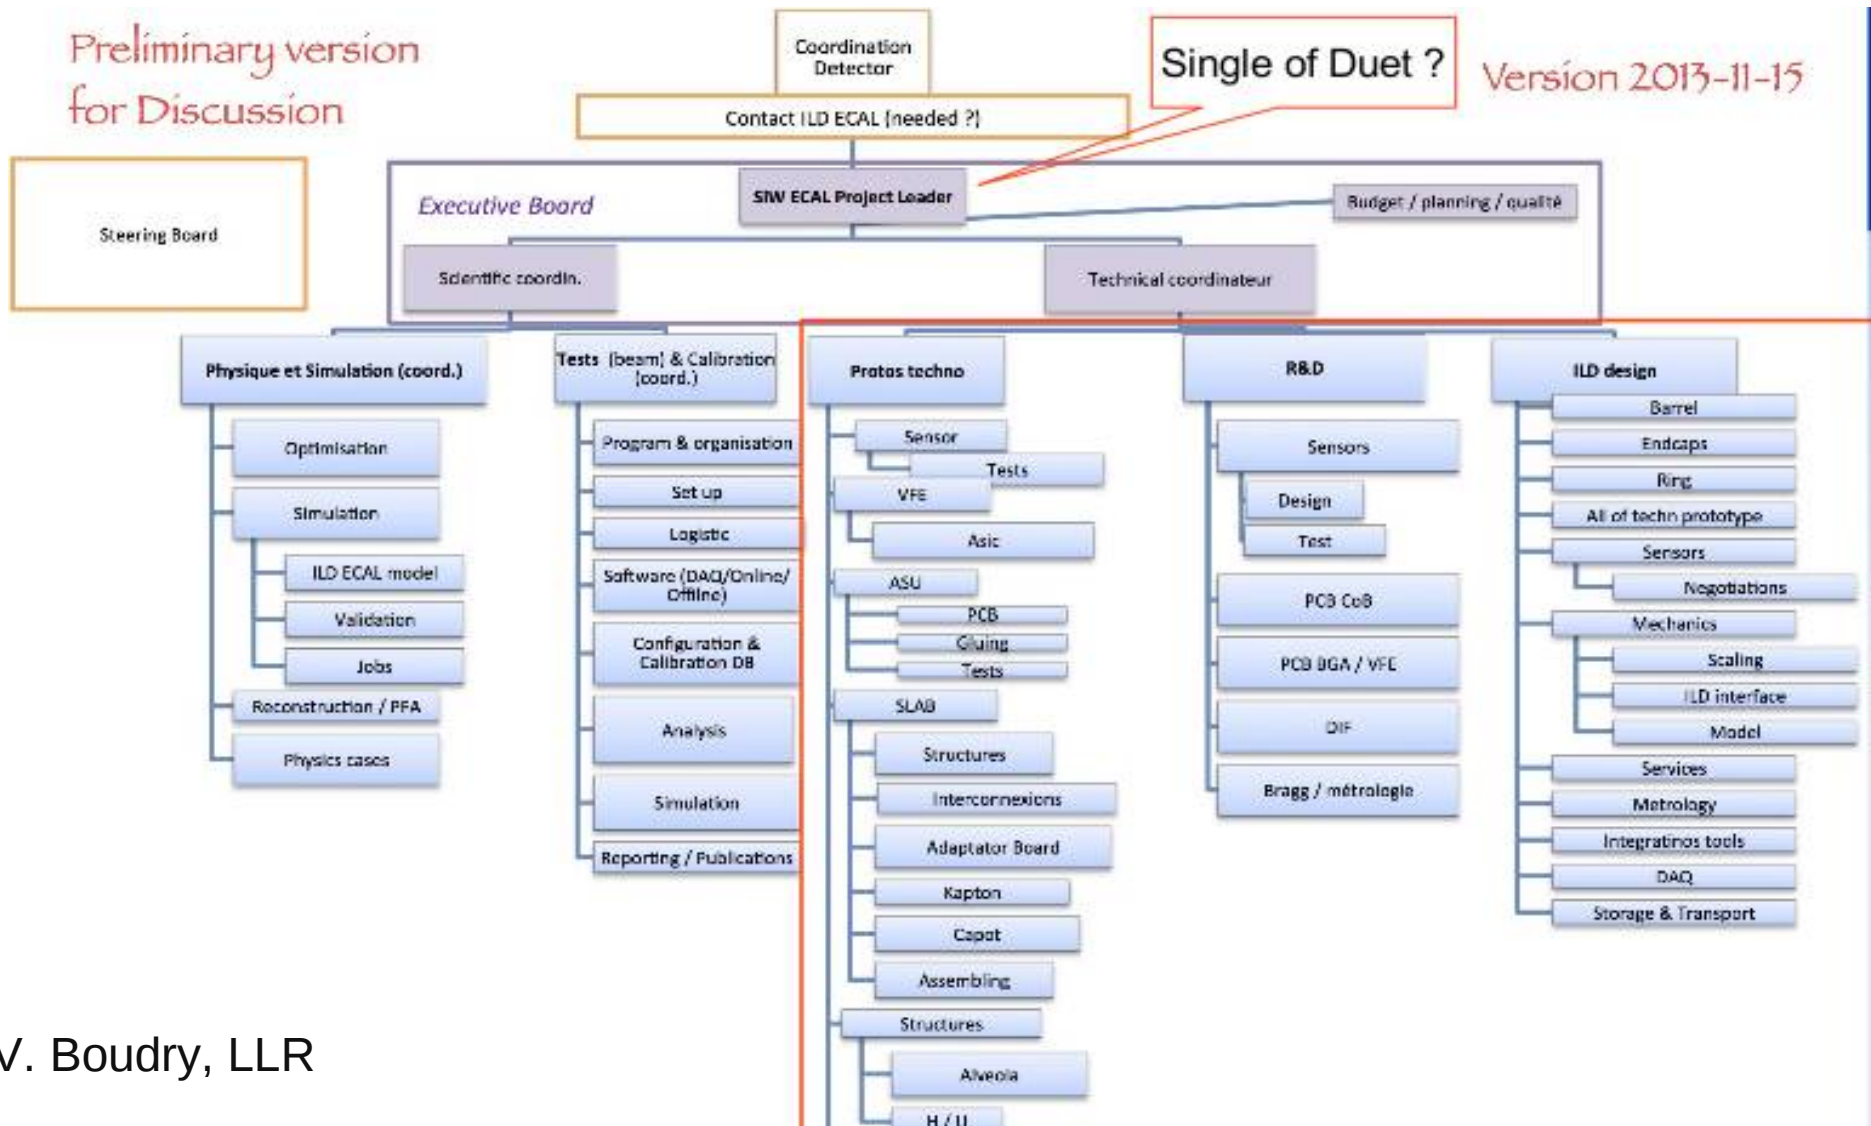 Preliminary version
for Discussion
Coordination
Detector
Single of Duet ?
Version 2013-11-15
Contact ILD ECAL (needed ?)
Steering Board
Executive Board
SIW ECAL Project Leader
Budget / planning / qualité
Scientific coordin.
Technical coordinateur
Physique et Simulation (coord.)
Optimisation
Simulation
ILD ECAL model
Validation
Jobs
Reconstruction / PFA
Physics cases
Tests (beam) & Calibration
(coord.)
Program & organisation
Set up
Logistic
Software (DAQ/Online/
Offilne)
Configuration &
Calibration DB
Analysis
Simulation
Reporting / Publications
Protos techno
Sensor
Tests
VFE
Asic
ASU
PCB
Gluing
Tests
SLAB
Structures
Interconnexions
Adaptator Board
Kapton
Capot
Assembling
Structures
Alveola
H / U
R&D
Sensors
Design
Test
PCB CoB
PCB BGA / VFE
DIF
Bragg / métrologie
ILD design
Barrel
Endcaps
Ring
All of techn prototype
Sensors
Negotiations
Mechanics
Scaling
ILD interface
Model
Services
Metrology
Integratinos tools
DAQ
Storage & Transport
V. Boudry, LLR